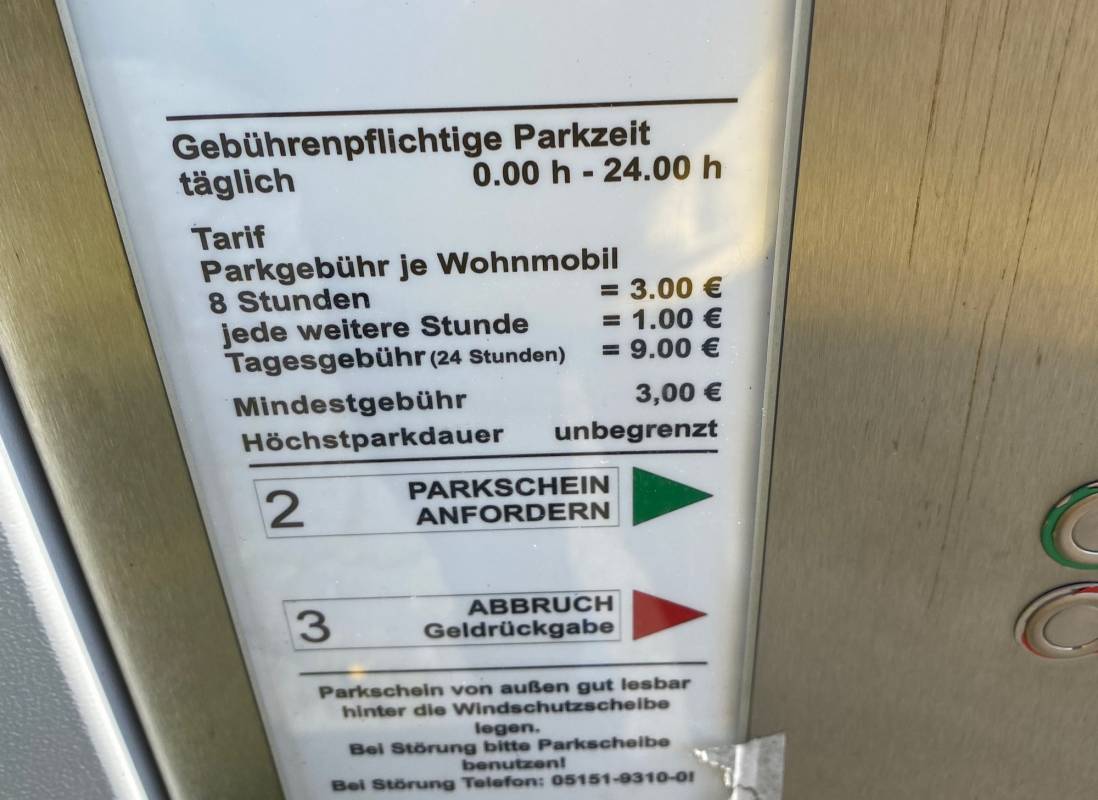 Gebührenpflichtige Parkzeit
täglich 0.00 h - 24.00 h
Tarif
Parkgebühr je Wohnmobil
8 Stunden = 3.00 €
jede weitere Stunde = 1.00 €
Tagesgebühr (24 Stunden) = 9.00 €
Mindestgebühr 3,00 €
Höchstparkdauer unbegrenzt
2 PARKSCHEIN
ANFORDERN
3 ABBRUCH
Geldrückgabe
Parkschein von außen gut lesbar
hinter die Windschutzscheibe
legen.
Bei Störung bitte Parkscheibe
benutzen!
Bei Störung Telefon: 05151-9310-0!